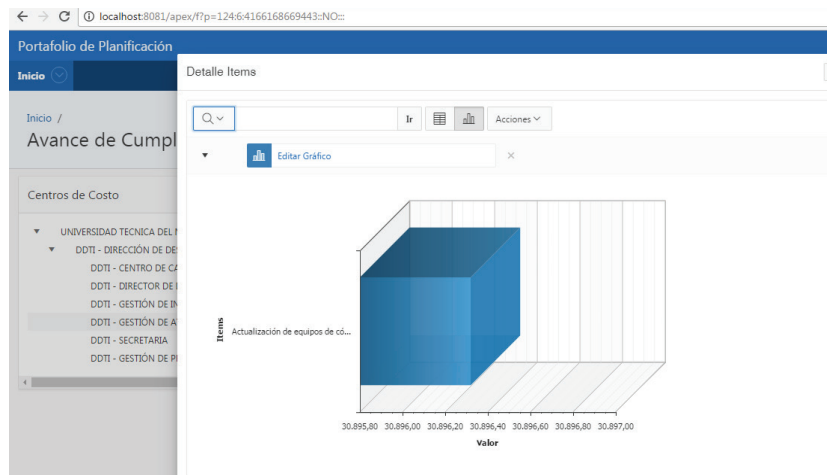 localhost:8081/apex/f?p=124:6:4166168669443::NO:::
Portafolio de Planificación
Inicio
Detalle Items
Inicio /
Avance de Cumpl
Ir
Acciones
Editar Gráfico
Centros de Costo
UNIVERSIDAD TECNICA DEL
DDTI - DIRECCIÓN DE DE
DDTI - CENTRO DE CA
DDTI - DIRECTOR DE
DDTI - GESTIÓN DE IN
DDTI - GESTIÓN DE A
DDTI - SECRETARIA
DDTI - GESTIÓN DE P
Items
Actualización de equipos de có...
30.895,80 30.896,00 30.896,20 30.896,40 30.896,60 30.896,80 30.897,00
Valor